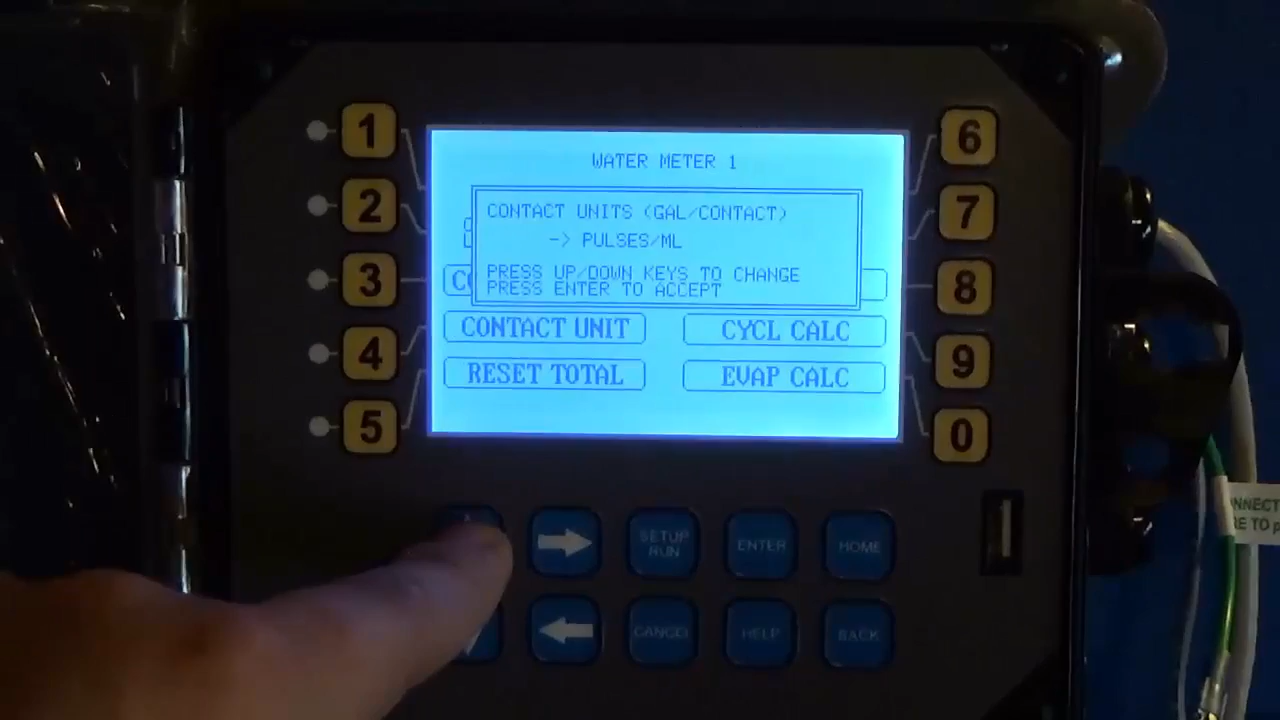 1
2
3
4
5
6
7
8
9
0
WATER METER 1
CONTACT UNITS (GAL/CONTACT)
-> PULSES/ML
PRESS UP/DOWN KEYS TO CHANGE
PRESS ENTER TO ACCEPT
CONTACT UNIT
CYCL CALC
RESET TOTAL
EVAP CALC
SETUP
RUN
ENTER
HOME
CANCEL
HELP
BACK